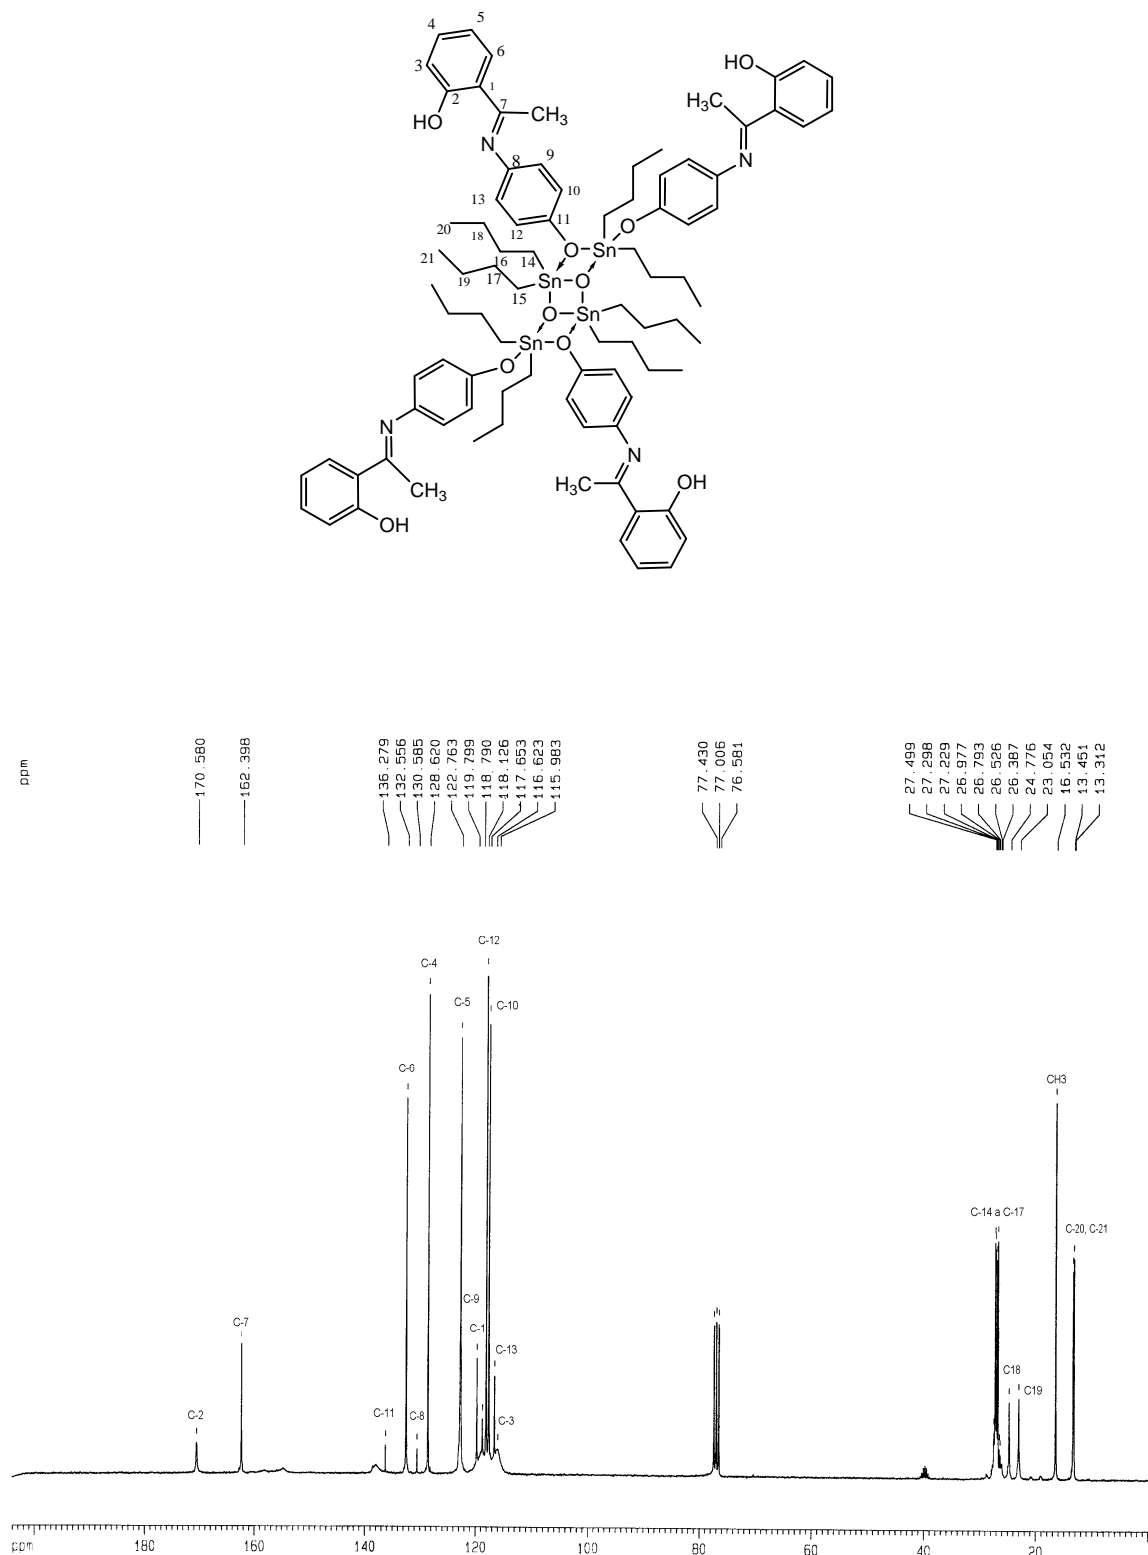 4 5
3 6
2 1
HO 7 CH3
N
8 9
13 10
12 11
O Sn
HO
H3C
N
O
20 18
21 16 14
19 17 15
Sn O
O Sn
Sn O
O
N
CH3
OH
N
H3C
OH
ppm
170.580
162.398
136.279
132.556
130.585
128.620
122.763
119.799
118.790
118.126
117.653
116.623
115.983
77.430
77.006
76.581
27.499
27.298
27.229
26.977
26.793
26.526
26.387
24.776
23.054
16.532
13.451
13.312
C-12
C-4
C-5
C-10
C-6
CH3
C-14 a C-17
C-20, C-21
C-9
C-7
C-1
C-13
C18
C19
C-2
C-11
C-8
C-3
ppm 180 160 140 120 100 80 60 40 20